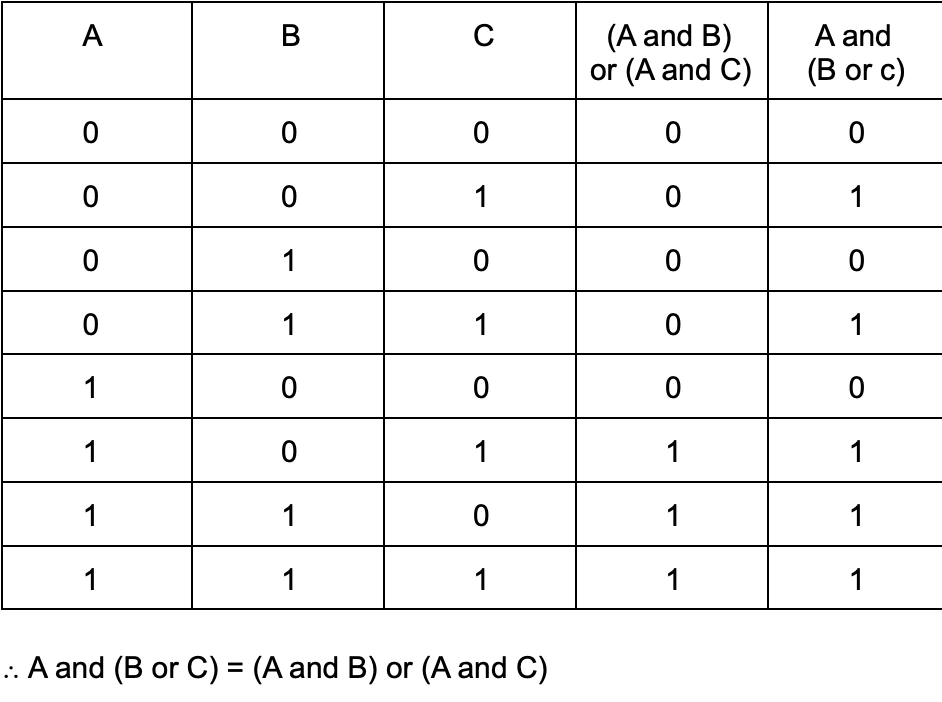 A B C (A and B) A and
or (A and C) (B or c)
0 0 0 0 0
0 0 1 0 1
0 1 0 0 0
0 1 1 0 1
1 0 0 0 0
1 0 1 1 1
1 1 0 1 1
1 1 1 1 1
∴ A and (B or C) = (A and B) or (A and C)